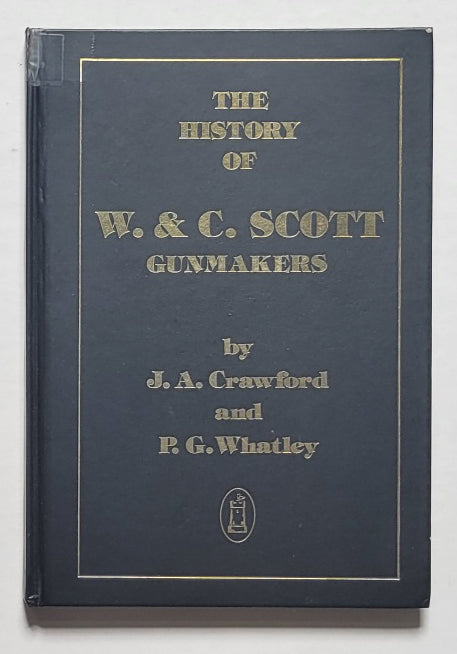 THE
HISTORY
OF
W. & C. SCOTT
GUNMAKERS
by
J. A. Crawford
and
P. G. Whatley